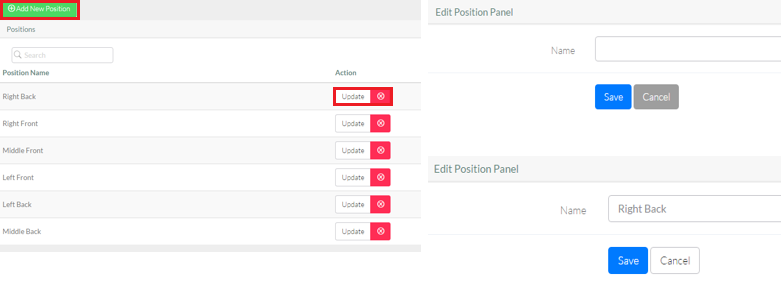 Add New Position
Positions
Search
Position Name Action
Right Back Update
Right Front Update
Middle Front Update
Left Front Update
Left Back Update
Middle Back Update
Edit Position Panel
Name
Save Cancel
Edit Position Panel
Name Right Back
Save Cancel